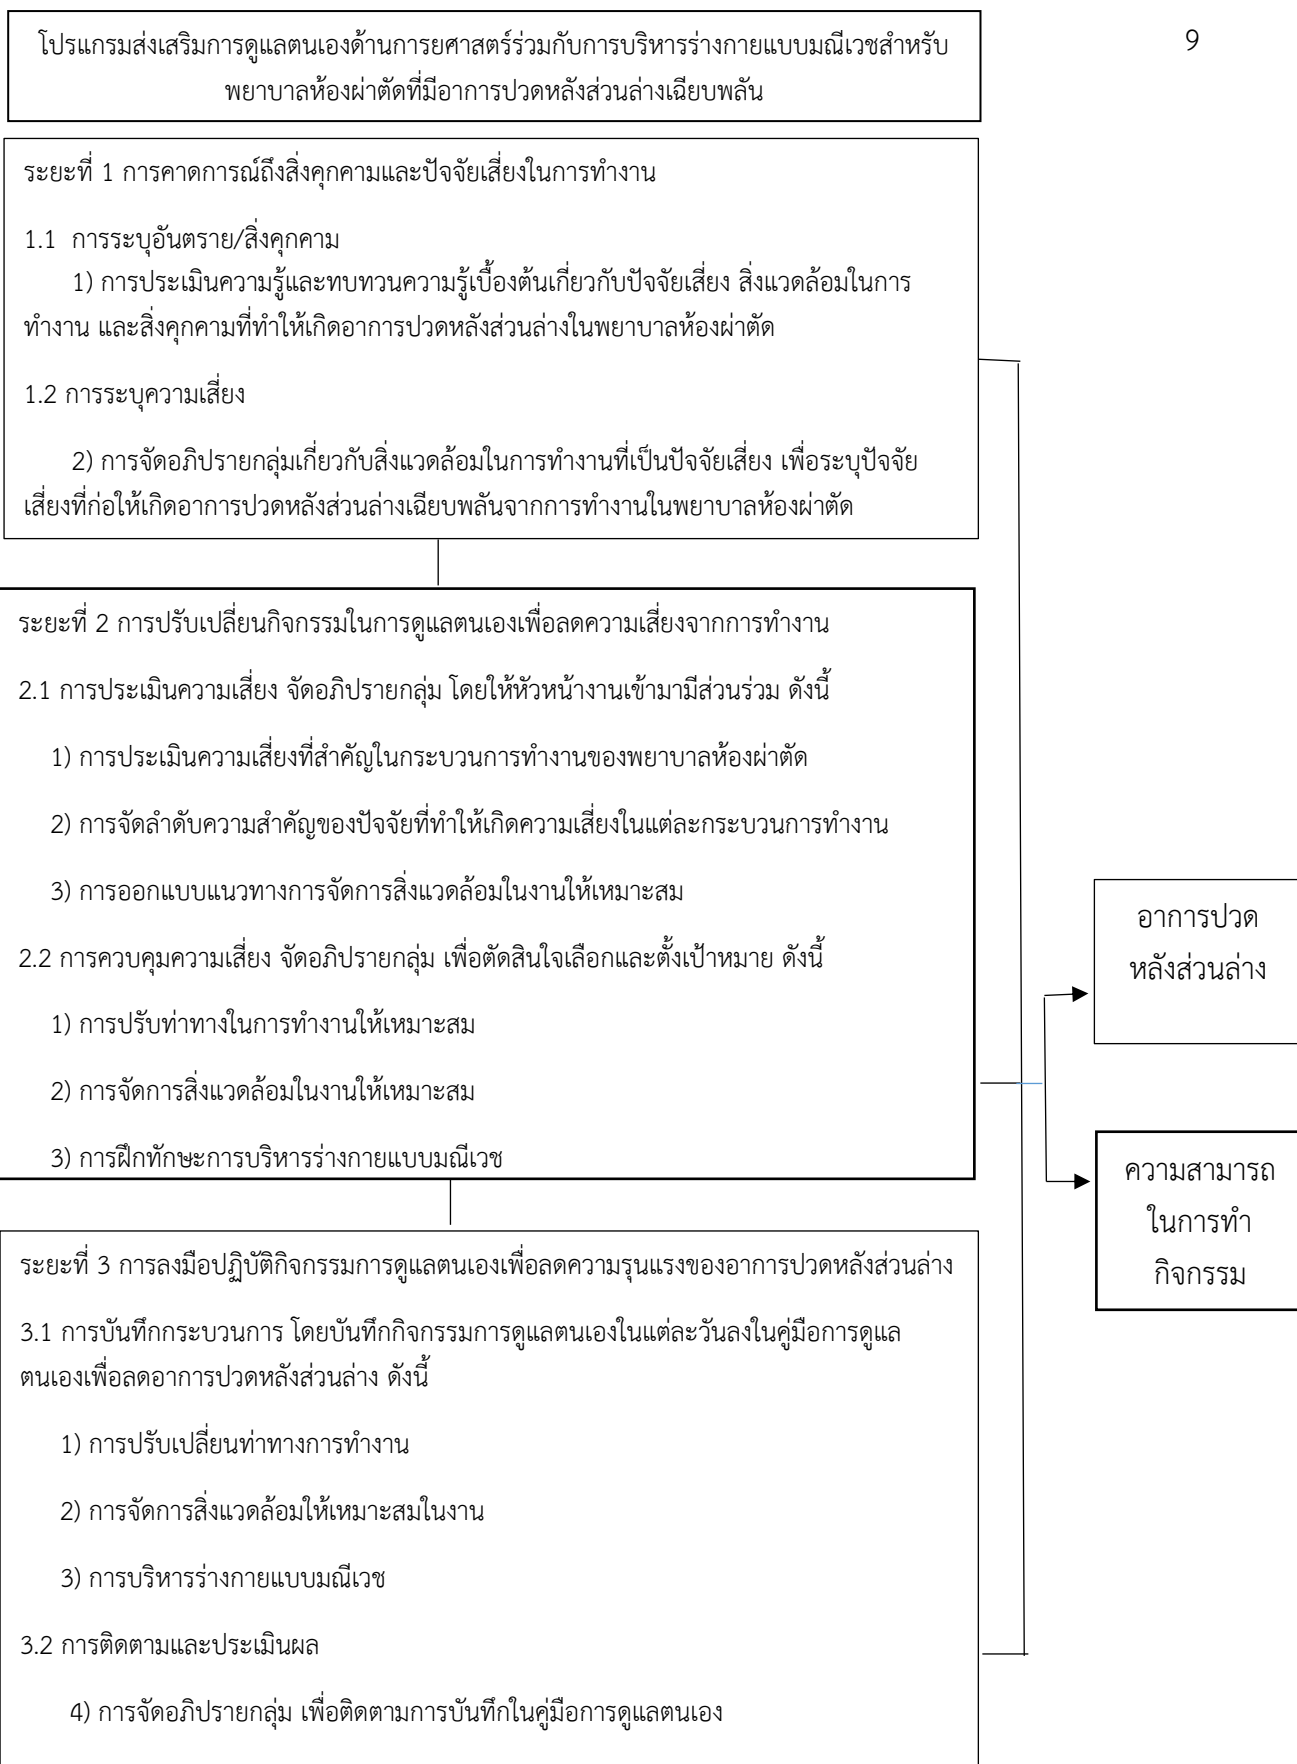 9
โปรแกรมส่งเสริมการดูแลตนเองด้านการยศาสตร์ร่วมกับการบริหารร่างกายแบบมณีเวชสำหรับ
พยาบาลห้องผ่าตัดที่มีอาการปวดหลังส่วนล่างเฉียบพลัน
ระยะที่ 1 การคาดการณ์ถึงสิ่งคุกคามและปัจจัยเสี่ยงในการทำงาน
1.1 การระบุอันตราย/สิ่งคุกคาม
1) การประเมินความรู้และทบทวนความรู้เบื้องต้นเกี่ยวกับปัจจัยเสี่ยง สิ่งแวดล้อมในการ
ทำงาน และสิ่งคุกคามที่ทำให้เกิดอาการปวดหลังส่วนล่างในพยาบาลห้องผ่าตัด
1.2 การระบุความเสี่ยง
2) การจัดอภิปรายกลุ่มเกี่ยวกับสิ่งแวดล้อมในการทำงานที่เป็นปัจจัยเสี่ยง เพื่อระบุปัจจัย
เสี่ยงที่ก่อให้เกิดอาการปวดหลังส่วนล่างเฉียบพลันจากการทำงานในพยาบาลห้องผ่าตัด
ระยะที่ 2 การปรับเปลี่ยนกิจกรรมในการดูแลตนเองเพื่อลดความเสี่ยงจากการทำงาน
2.1 การประเมินความเสี่ยง จัดอภิปรายกลุ่ม โดยให้หัวหน้างานเข้ามามีส่วนร่วม ดังนี้
1) การประเมินความเสี่ยงที่สำคัญในกระบวนการทำงานของพยาบาลห้องผ่าตัด
2) การจัดลำดับความสำคัญของปัจจัยที่ทำให้เกิดความเสี่ยงในแต่ละกระบวนการทำงาน
3) การออกแบบแนวทางการจัดการสิ่งแวดล้อมในงานให้เหมาะสม
2.2 การควบคุมความเสี่ยง จัดอภิปรายกลุ่ม เพื่อตัดสินใจเลือกและตั้งเป้าหมาย ดังนี้
1) การปรับท่าทางในการทำงานให้เหมาะสม
2) การจัดการสิ่งแวดล้อมในงานให้เหมาะสม
3) การฝึกทักษะการบริหารร่างกายแบบมณีเวช
ระยะที่ 3 การลงมือปฏิบัติกิจกรรมการดูแลตนเองเพื่อลดความรุนแรงของอาการปวดหลังส่วนล่าง
3.1 การบันทึกกระบวนการ โดยบันทึกกิจกรรมการดูแลตนเองในแต่ละวันลงในคู่มือการดูแล
ตนเองเพื่อลดอาการปวดหลังส่วนล่าง ดังนี้
1) การปรับเปลี่ยนท่าทางการทำงาน
2) การจัดการสิ่งแวดล้อมให้เหมาะสมในงาน
3) การบริหารร่างกายแบบมณีเวช
3.2 การติดตามและประเมินผล
4) การจัดอภิปรายกลุ่ม เพื่อติดตามการบันทึกในคู่มือการดูแลตนเอง
อาการปวด
หลังส่วนล่าง
ความสามารถ
ในการทำ
กิจกรรม